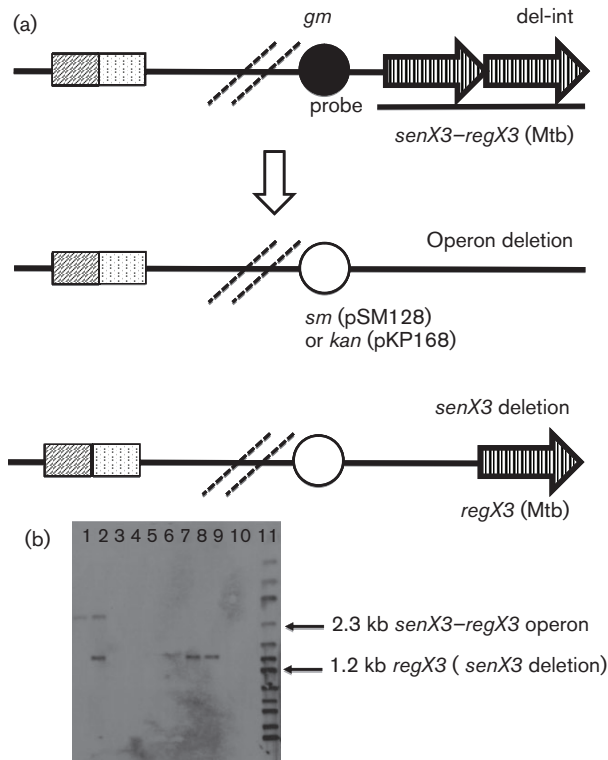 (a)
gm
del-int
probe
senX3–regX3 (Mtb)
Operon deletion
sm (pSM128)
or kan (pKP168)
senX3 deletion
regX3 (Mtb)
(b)
1 2 3 4 5 6 7 8 9 10 11
2.3 kb senX3–regX3 operon
1.2 kb regX3 ( senX3 deletion)